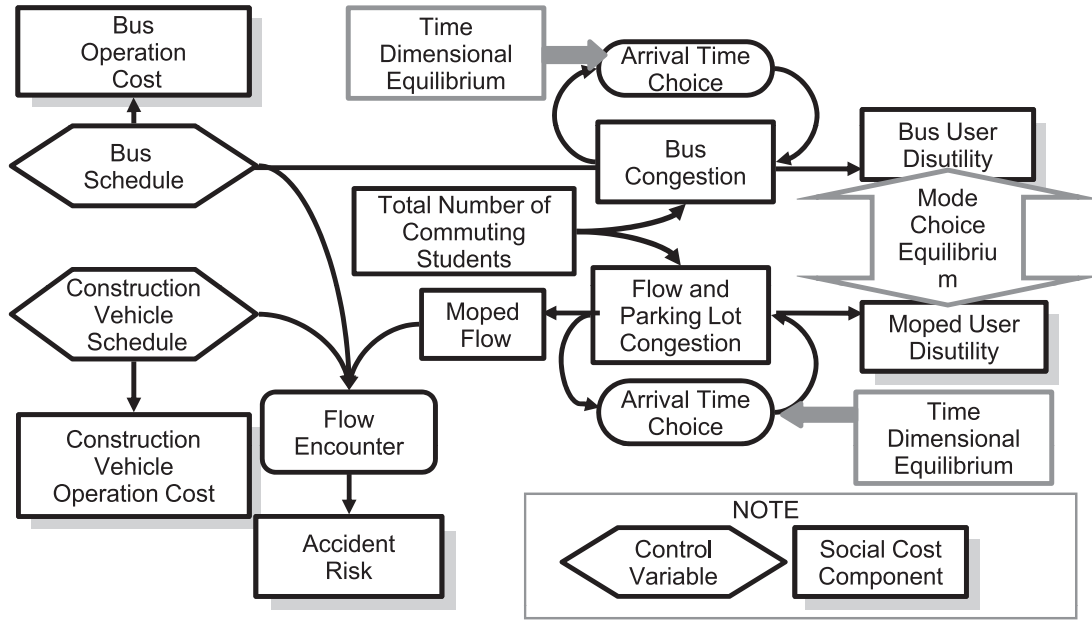 Bus
Operation
Cost
Time
Dimensional
Equilibrium
Arrival Time
Choice
Bus
Schedule
Bus
Congestion
Bus User
Disutility
Total Number of
Commuting
Students
Mode
Choice
Equilibriu
m
Construction
Vehicle
Schedule
Moped
Flow
Flow and
Parking Lot
Congestion
Moped User
Disutility
Arrival Time
Choice
Time
Dimensional
Equilibrium
Flow
Encounter
Construction
Vehicle
Operation Cost
Accident
Risk
NOTE
Control
Variable
Social Cost
Component